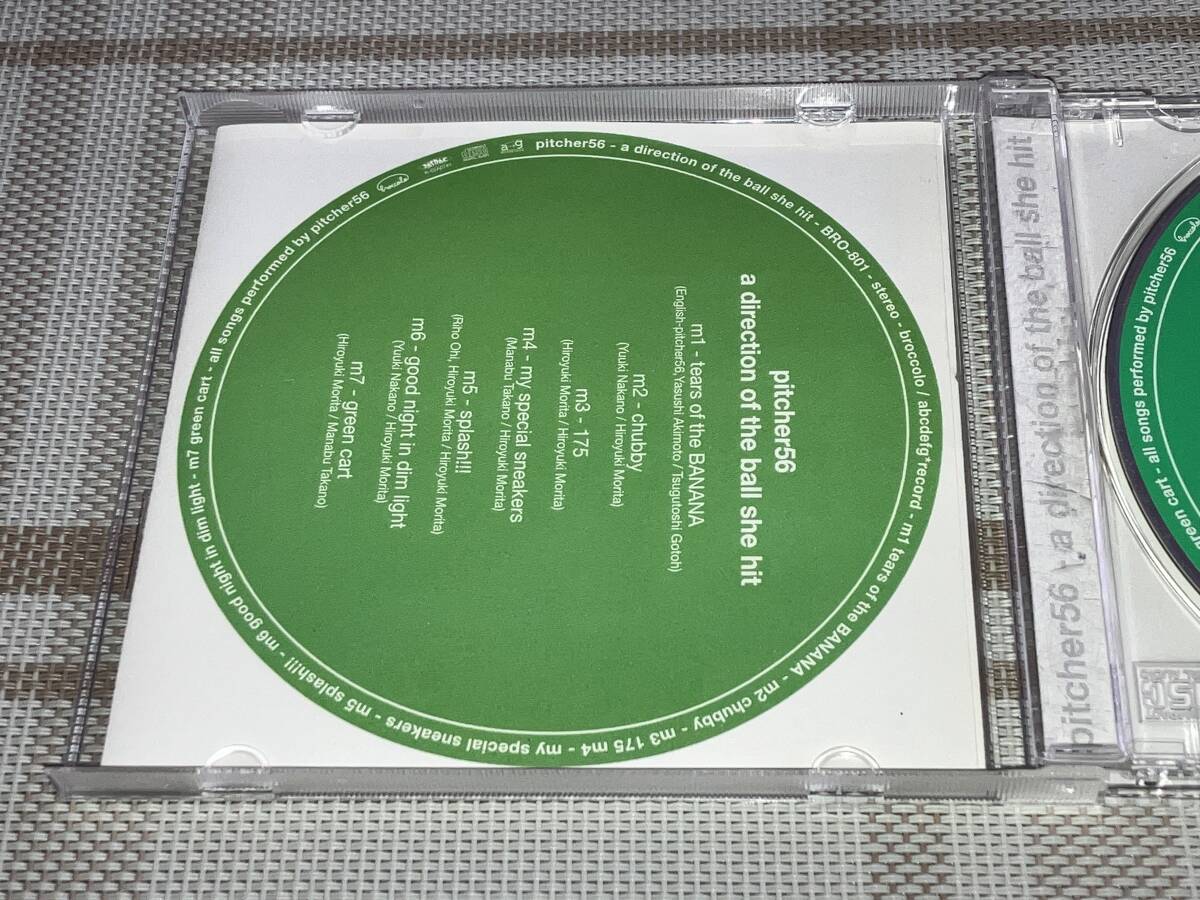 pitcher56
a direction of the ball she hit
m1 - tears of the BANANA
(English-pitcher56,Yasushi Akimoto / Tsugutoshi Gotoh)
m2 - chubby
(Yuuki Nakano / Hiroyuki Morita)
m3 - 175
(Hiroyuki Morita / Hiroyuki Morita)
m4 - my special sneakers
(Manabu Takano / Hiroyuki Morita)
m5 - splash!!!
(Riho Ohi, Hiroyuki Morita / Hiroyuki Morita)
m6 - good night in dim light
(Yuuki Nakano / Hiroyuki Morita)
m7 - green cart
(Hiroyuki Morita / Manabu Takano)
pitcher56 - a direction of the ball she hit - BRO-801 - stereo - broccolo / abcdefg*record - m1 tears of the BANANA - m2 chubby - m3 175 m4 - my special sneakers - m5 splash!!! - m6 good night in dim light - m7 green cart - all songs performed by pitcher56
broccolo
pitcher56 - a direction of the ball she hit
green cart - all songs performed by pitcher56
broccolo